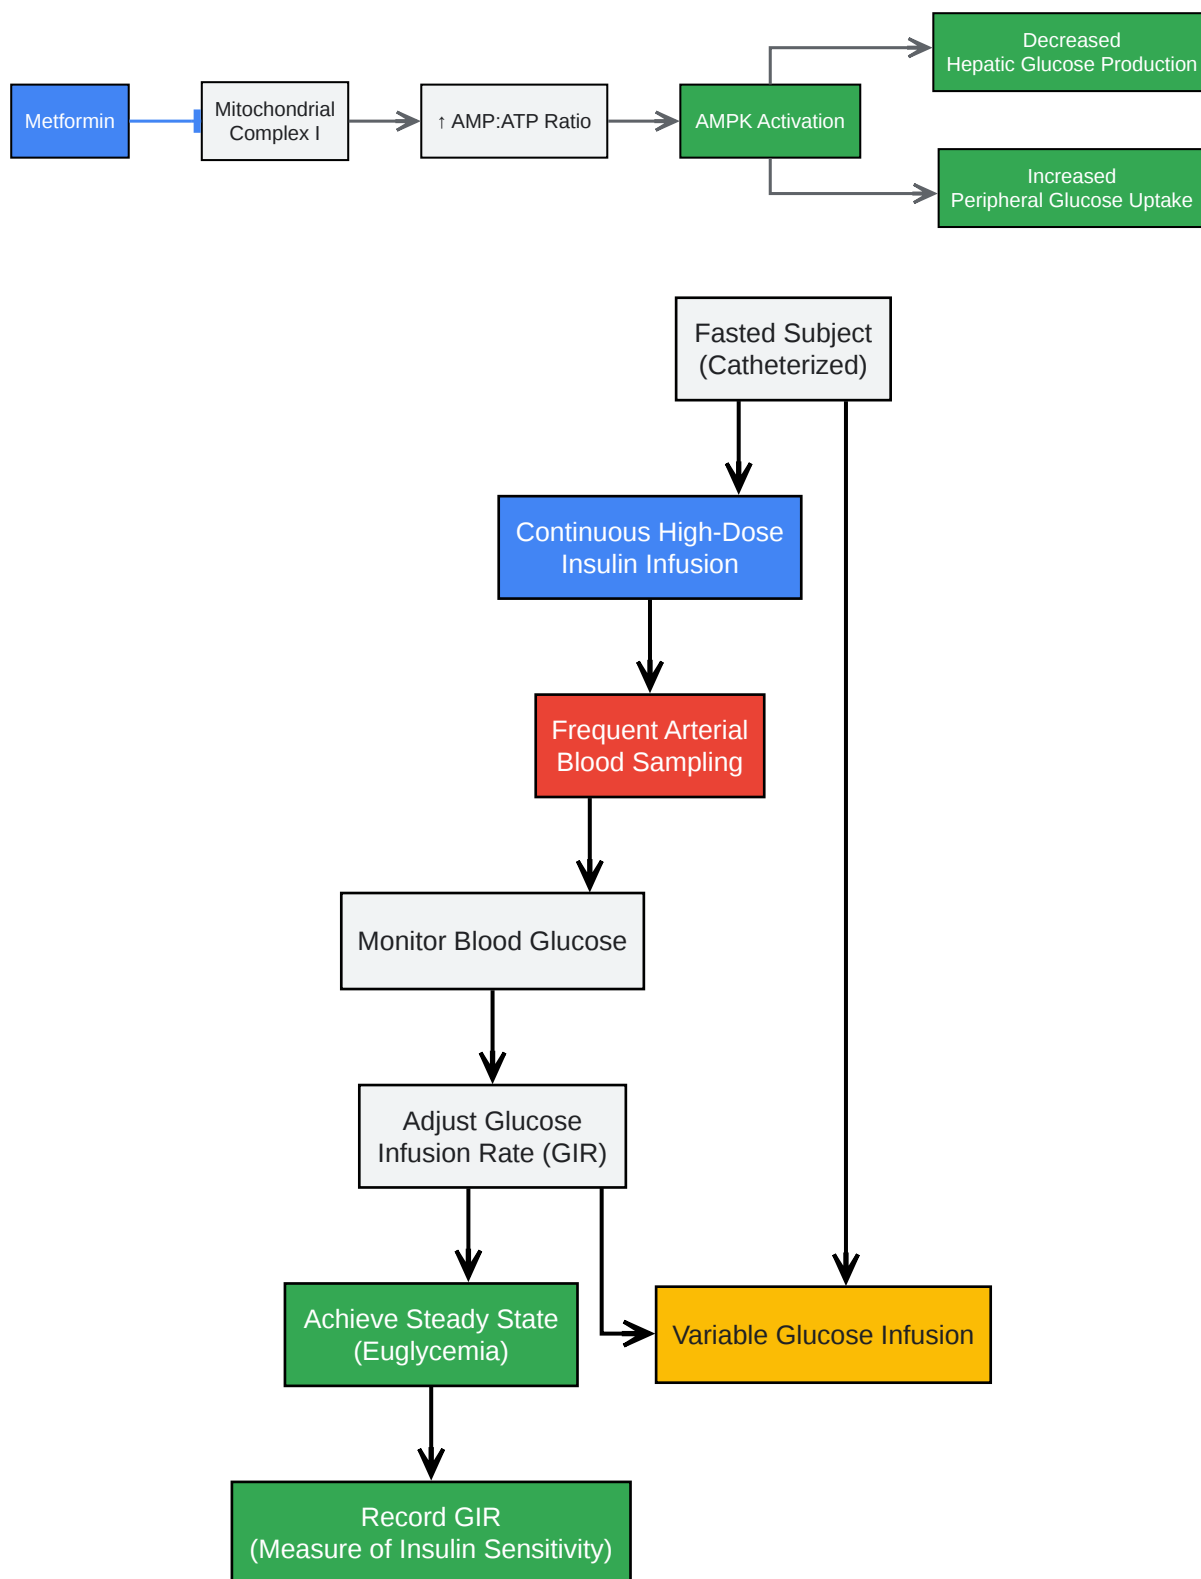 Metformin
Mitochondrial
Complex I
↑ AMP:ATP Ratio
AMPK Activation
Decreased
Hepatic Glucose Production
Increased
Peripheral Glucose Uptake
Fasted Subject
(Catheterized)
Continuous High-Dose
Insulin Infusion
Frequent Arterial
Blood Sampling
Monitor Blood Glucose
Adjust Glucose
Infusion Rate (GIR)
Achieve Steady State
(Euglycemia)
Variable Glucose Infusion
Record GIR
(Measure of Insulin Sensitivity)